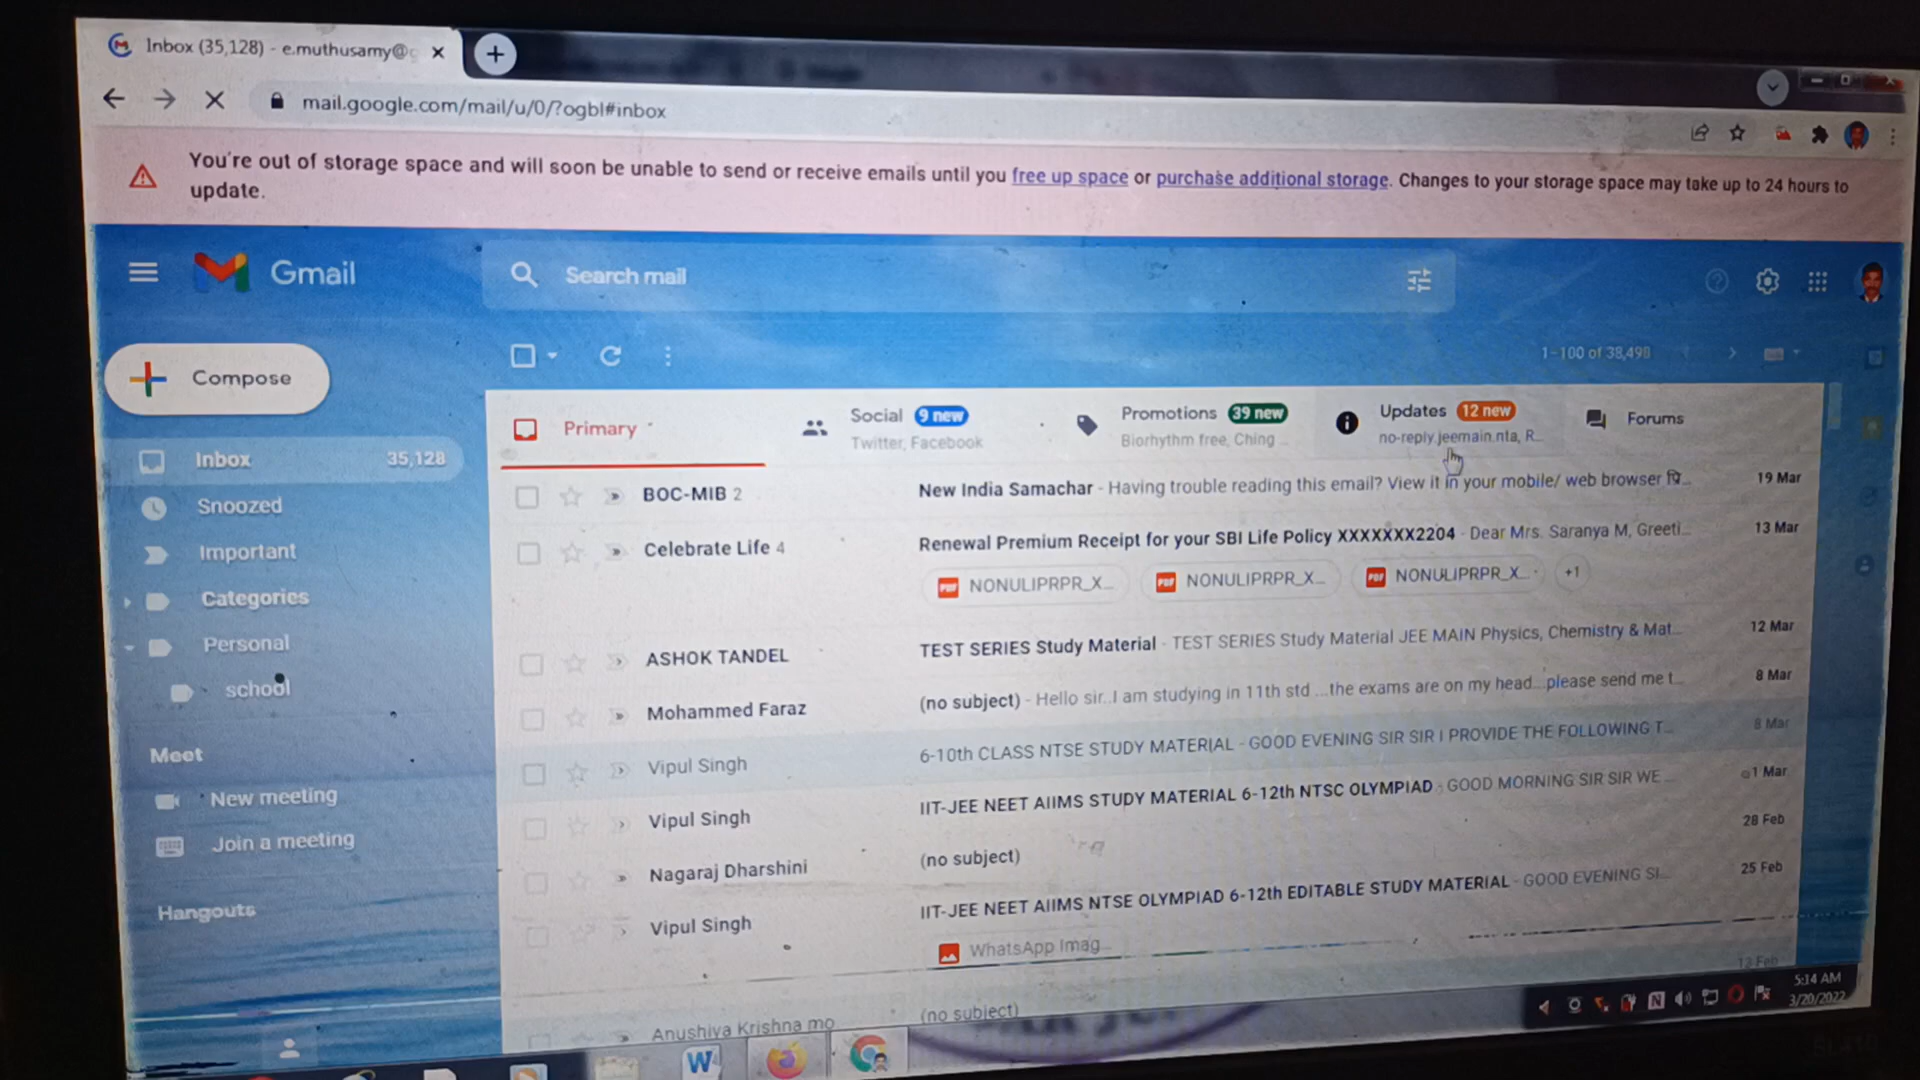 Inbox (35,128) - e.muthusamy@g
mail.google.com/mail/u/0/?ogbl#inbox
You're out of storage space and will soon be unable to send or receive emails until you free up space or purchase additional storage. Changes to your storage space may take up to 24 hours to
update.
Gmail
Search mail
Compose
1-100 of 38,498
Primary
Social 9 new
Twitter, Facebook
Promotions 39 new
Biorhythm free, Ching ...
Updates 12 new
no-reply.jeemain.nta, R...
Forums
Inbox 35,128
Snoozed
Important
Categories
Personal
school
Meet
New meeting
Join a meeting
Hangouts
BOC-MIB 2 New India Samachar - Having trouble reading this email? View it in your mobile/ web browser ... 19 Mar
Celebrate Life 4 Renewal Premium Receipt for your SBI Life Policy XXXXXXX2204 - Dear Mrs. Saranya M, Greeti... 13 Mar
PDF NONULIPRPR_X... PDF NONULIPRPR_X... PDF NONULIPRPR_X... +1
ASHOK TANDEL TEST SERIES Study Material - TEST SERIES Study Material JEE MAIN Physics, Chemistry & Mat... 12 Mar
Mohammed Faraz (no subject) - Hello sir..I am studying in 11th std ...the exams are on my head...please send me t... 8 Mar
Vipul Singh 6-10th CLASS NTSE STUDY MATERIAL - GOOD EVENING SIR SIR I PROVIDE THE FOLLOWING T... 8 Mar
Vipul Singh IIT-JEE NEET AIIMS STUDY MATERIAL 6-12th NTSC OLYMPIAD - GOOD MORNING SIR SIR WE ... 1 Mar
Nagaraj Dharshini (no subject) 28 Feb
Vipul Singh IIT-JEE NEET AIIMS NTSE OLYMPIAD 6-12th EDITABLE STUDY MATERIAL - GOOD EVENING SI... 25 Feb
WhatsApp Imag...
Anushiya Krishna mo (no subject)
5:14 AM
3/20/2022